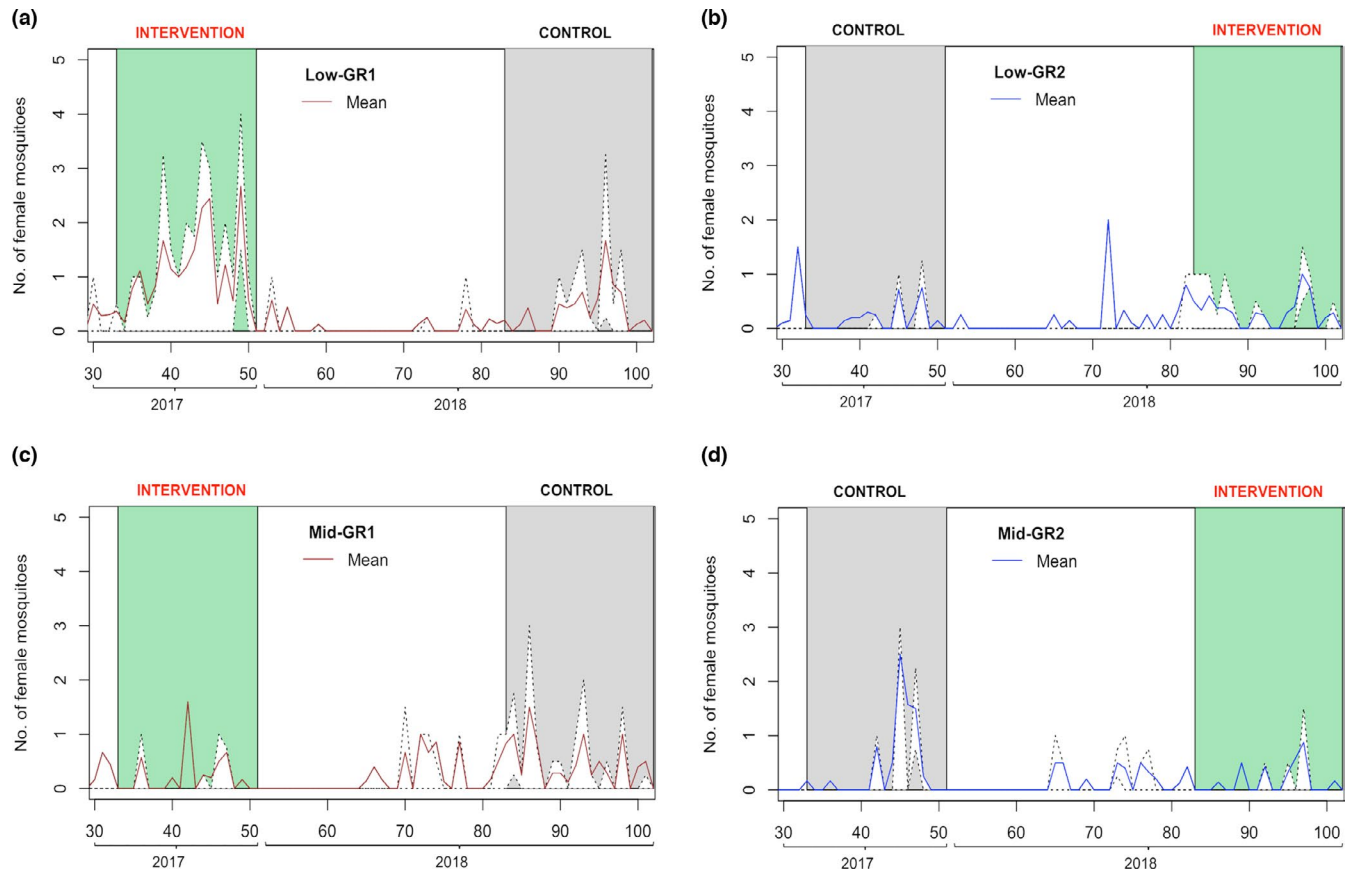 (a)
INTERVENTION
CONTROL
Low-GR1
Mean
No. of female mosquitoes
5
4
3
2
1
0
30 40 50 60 70 80 90 100
2017 2018
(b)
CONTROL
INTERVENTION
Low-GR2
Mean
No. of female mosquitoes
5
4
3
2
1
0
30 40 50 60 70 80 90 100
2017 2018
(c)
INTERVENTION
CONTROL
Mid-GR1
Mean
No. of female mosquitoes
5
4
3
2
1
0
30 40 50 60 70 80 90 100
2017 2018
(d)
CONTROL
INTERVENTION
Mid-GR2
Mean
No. of female mosquitoes
5
4
3
2
1
0
30 40 50 60 70 80 90 100
2017 2018